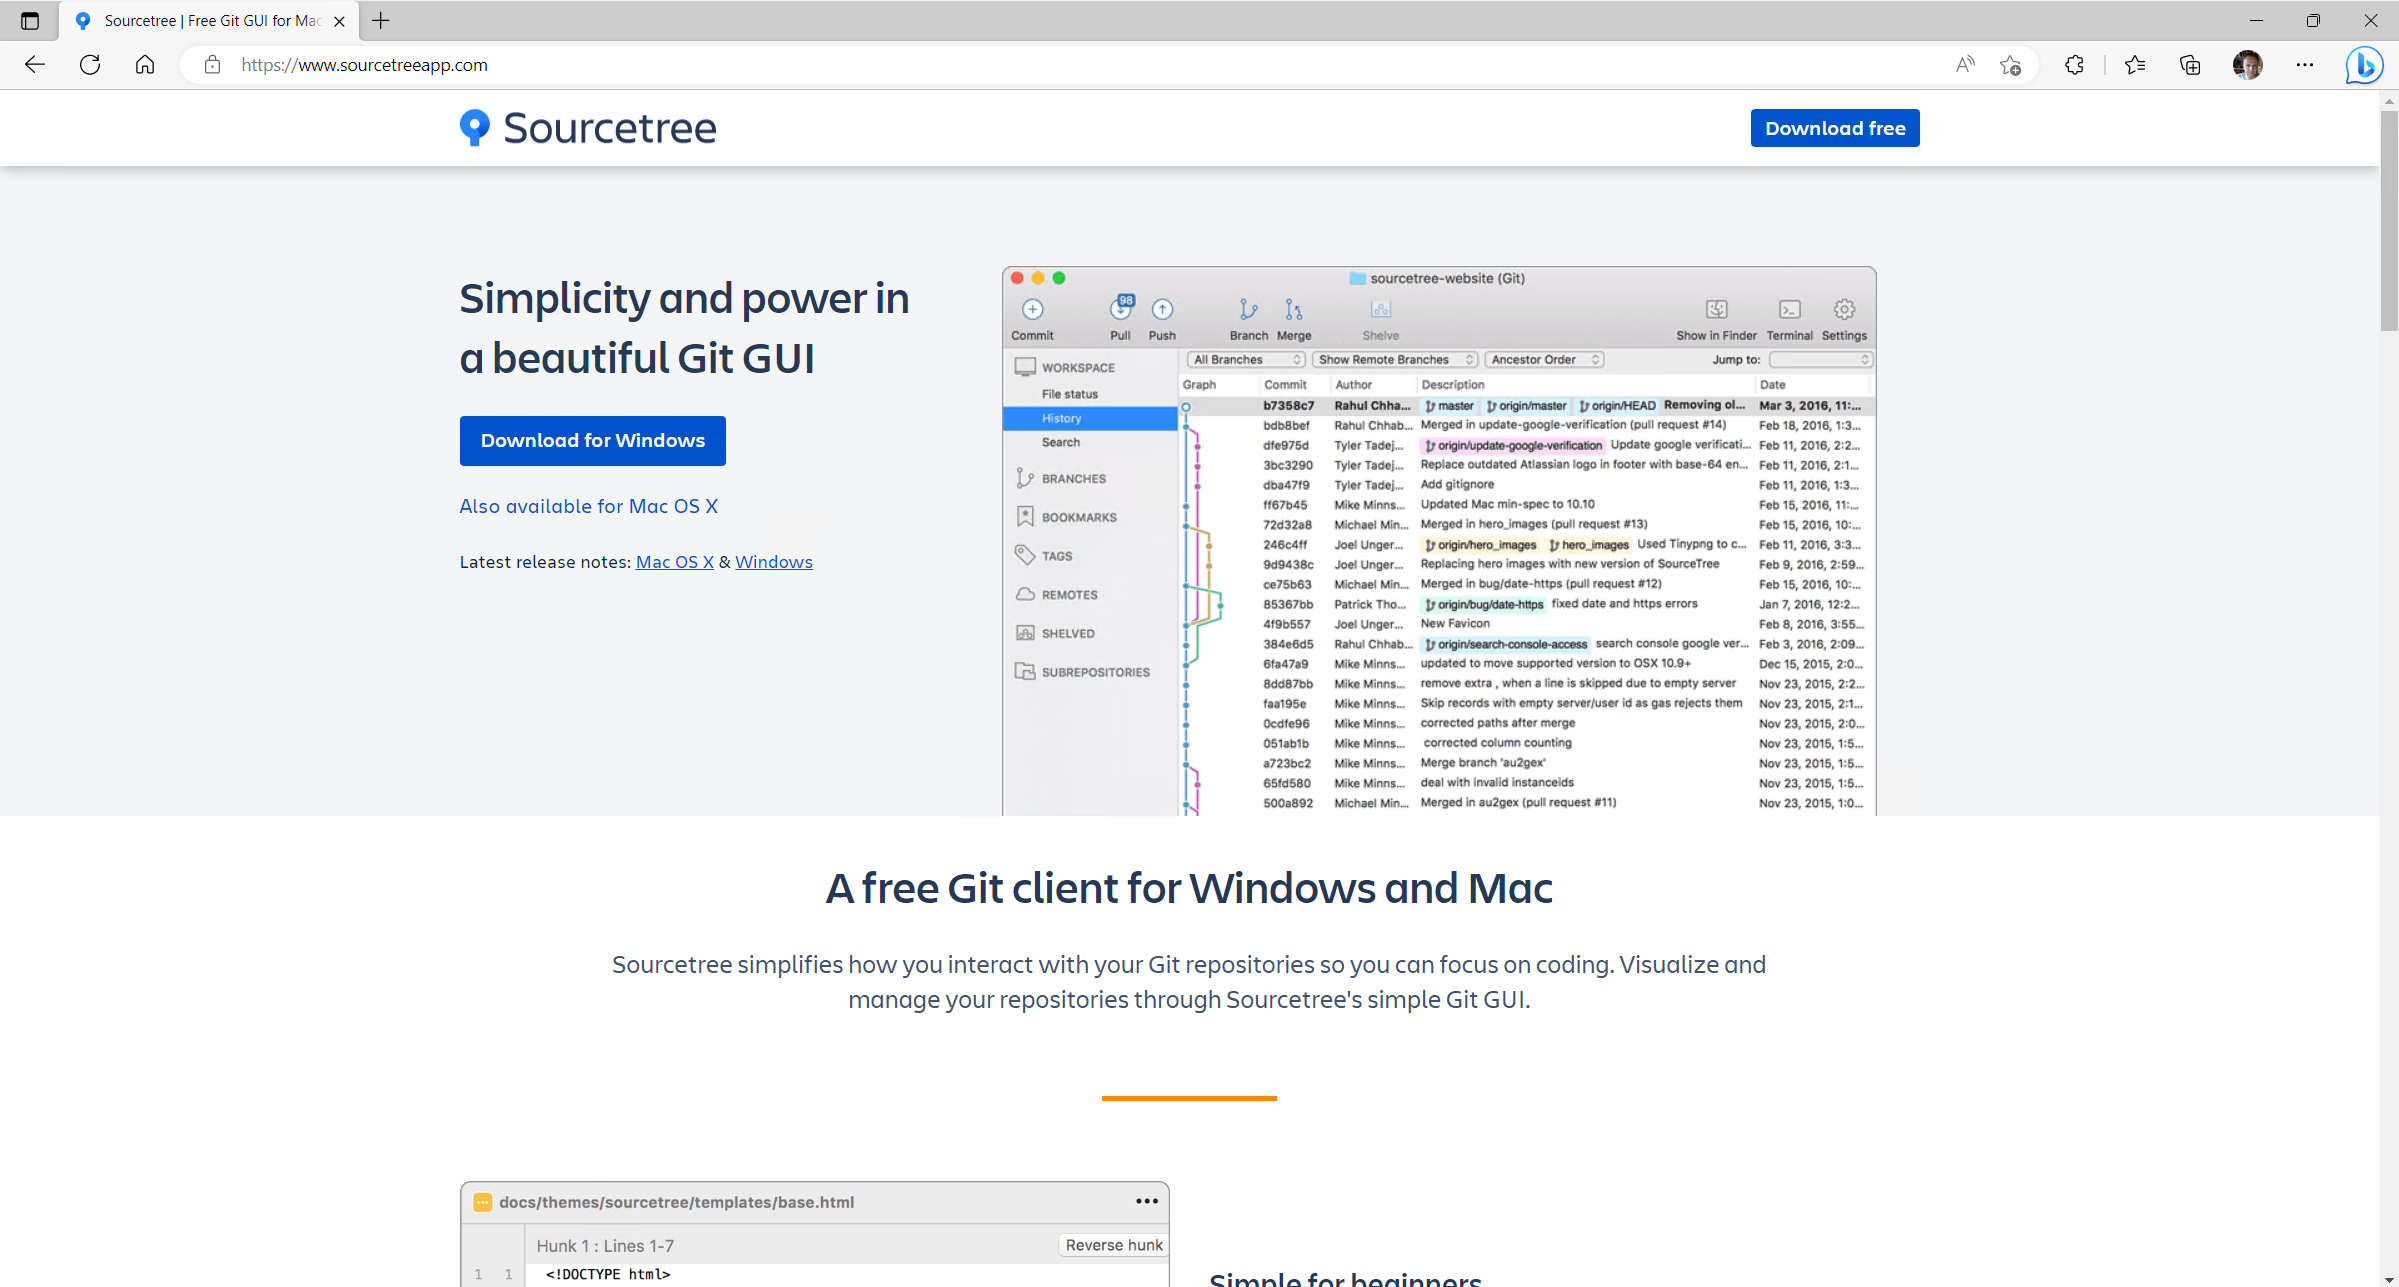 Sourcetree | Free Git GUI for Mac
https://www.sourcetreeapp.com
Sourcetree
Download free
Simplicity and power in
a beautiful Git GUI
Download for Windows
Also available for Mac OS X
Latest release notes: Mac OS X & Windows
sourcetree-website (Git)
98
Commit Pull Push Branch Merge Shelve Show in Finder Terminal Settings
All Branches Show Remote Branches Ancestor Order Jump to:
WORKSPACE
File status
History
Search
BRANCHES
BOOKMARKS
TAGS
REMOTES
SHELVED
SUBREPOSITORIES
Graph Commit Author Description Date
b7358c7 Rahul Chha... master origin/master origin/HEAD Removing ol... Mar 3, 2016, 11:...
bdb8bef Rahul Chhab... Merged in update-google-verification (pull request #14) Feb 18, 2016, 1:3...
dfe975d Tyler Tadej... origin/update-google-verification Update google verificati... Feb 11, 2016, 2:2...
3bc3290 Tyler Tadej... Replace outdated Atlassian logo in footer with base-64 en... Feb 11, 2016, 2:1...
dba47f9 Tyler Tadej... Add gitignore Feb 11, 2016, 1:3...
ff67b45 Mike Minns... Updated Mac min-spec to 10.10 Feb 15, 2016, 11:...
72d32a8 Michael Min... Merged in hero_images (pull request #13) Feb 15, 2016, 10:...
246c4ff Joel Unger... origin/hero_images hero_images Used Tinypng to c... Feb 11, 2016, 3:3...
9d9438c Joel Unger... Replacing hero images with new version of SourceTree Feb 9, 2016, 2:59...
ce75b63 Michael Min... Merged in bug/date-https (pull request #12) Feb 15, 2016, 10:...
85367bb Patrick Tho... origin/bug/date-https fixed date and https errors Jan 7, 2016, 12:2...
4f9b557 Joel Unger... New Favicon Feb 8, 2016, 3:55...
384e6d5 Rahul Chhab... origin/search-console-access search console google ver... Feb 3, 2016, 2:09...
6fa47a9 Mike Minns... updated to move supported version to OSX 10.9+ Dec 15, 2015, 2:0...
8dd87bb Mike Minns... remove extra , when a line is skipped due to empty server Nov 23, 2015, 2:2...
faa195e Mike Minns... Skip records with empty server/user id as gas rejects them Nov 23, 2015, 2:1...
0cdfe96 Mike Minns... corrected paths after merge Nov 23, 2015, 2:0...
051ab1b Mike Minns... corrected column counting Nov 23, 2015, 1:5...
a723bc2 Mike Minns... Merge branch 'au2gex' Nov 23, 2015, 1:5...
65fd580 Mike Minns... deal with invalid instanceids Nov 23, 2015, 1:5...
500a892 Michael Min... Merged in au2gex (pull request #11) Nov 23, 2015, 1:0...
A free Git client for Windows and Mac
Sourcetree simplifies how you interact with your Git repositories so you can focus on coding. Visualize and
manage your repositories through Sourcetree's simple Git GUI.
docs/themes/sourcetree/templates/base.html
Hunk 1 : Lines 1-7 Reverse hunk
1 1 <!DOCTYPE html>
Simple for beginners